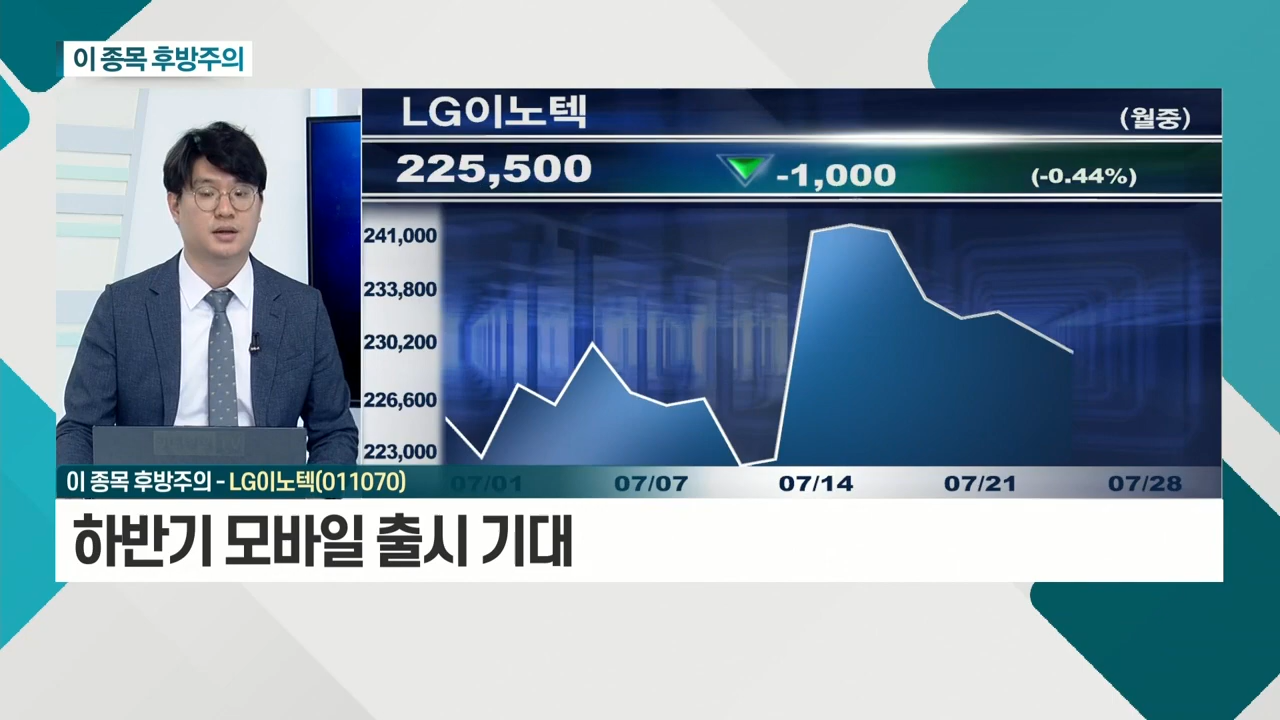 이 종목 후방주의
LG이노텍
(월중)
225,500
-1,000
(-0.44%)
241,000
233,800
230,200
226,600
223,000
07/01
07/07
07/14
07/21
07/28
이 종목 후방주의 - LG이노텍(011070)
하반기 모바일 출시 기대